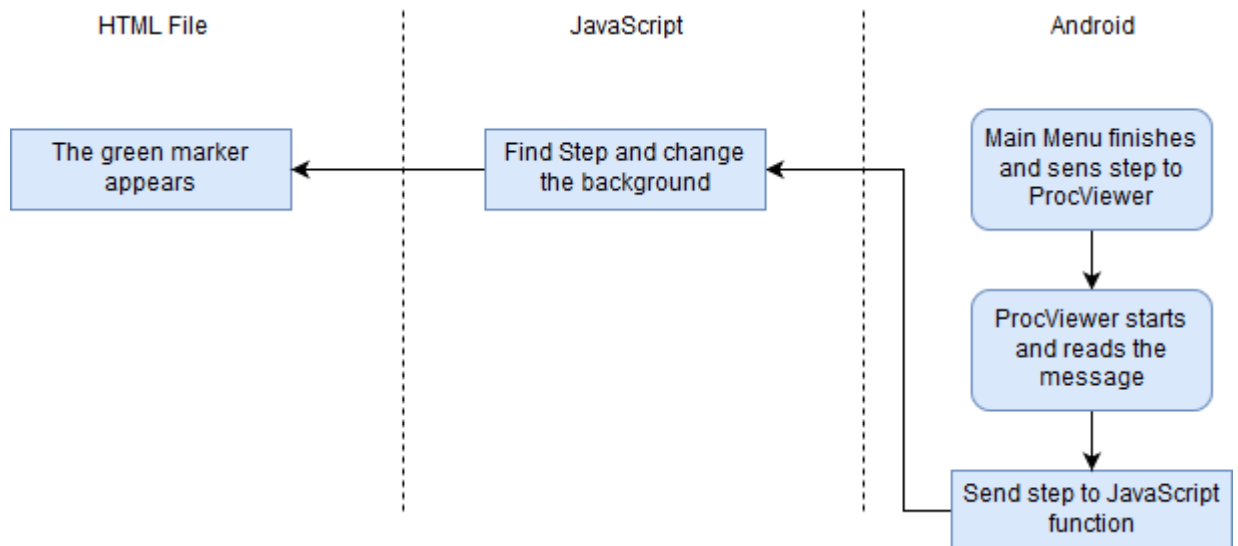 HTML File
JavaScript
Android
The green marker
appears
Find Step and change
the background
Main Menu finishes
and sens step to
ProcViewer
ProcViewer starts
and reads the
message
Send step to JavaScript
function